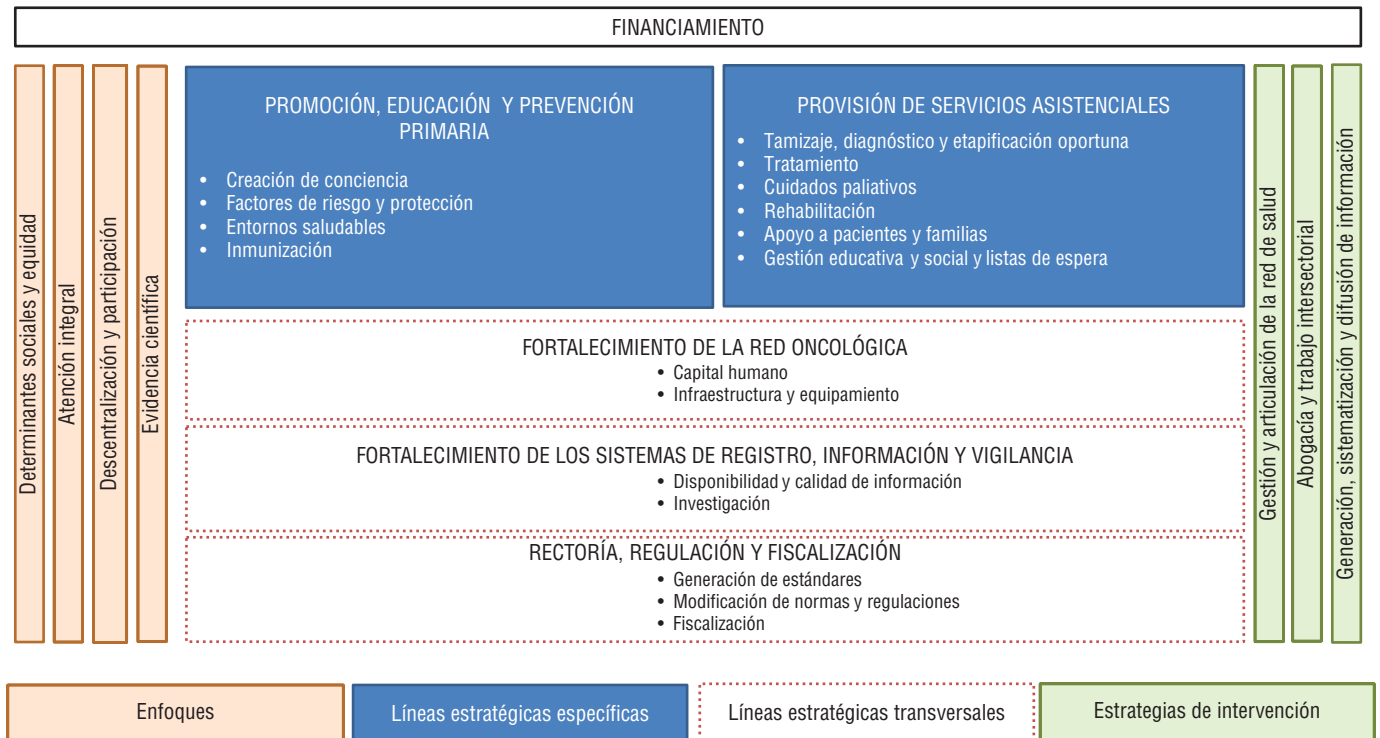 FINANCIAMIENTO
Determinantes sociales y equidad
Atención integral
Descentralización y participación
Evidencia científica
PROMOCIÓN, EDUCACIÓN Y PREVENCIÓN
PRIMARIA
• Creación de conciencia
• Factores de riesgo y protección
• Entornos saludables
• Inmunización
PROVISIÓN DE SERVICIOS ASISTENCIALES
• Tamizaje, diagnóstico y etapificación oportuna
• Tratamiento
• Cuidados paliativos
• Rehabilitación
• Apoyo a pacientes y familias
• Gestión educativa y social y listas de espera
FORTALECIMIENTO DE LA RED ONCOLÓGICA
• Capital humano
• Infraestructura y equipamiento
FORTALECIMIENTO DE LOS SISTEMAS DE REGISTRO, INFORMACIÓN Y VIGILANCIA
• Disponibilidad y calidad de información
• Investigación
RECTORÍA, REGULACIÓN Y FISCALIZACIÓN
• Generación de estándares
• Modificación de normas y regulaciones
• Fiscalización
Gestión y articulación de la red de salud
Abogacía y trabajo intersectorial
Generación, sistematización y difusión de información
Enfoques
Líneas estratégicas específicas
Líneas estratégicas transversales
Estrategias de intervención